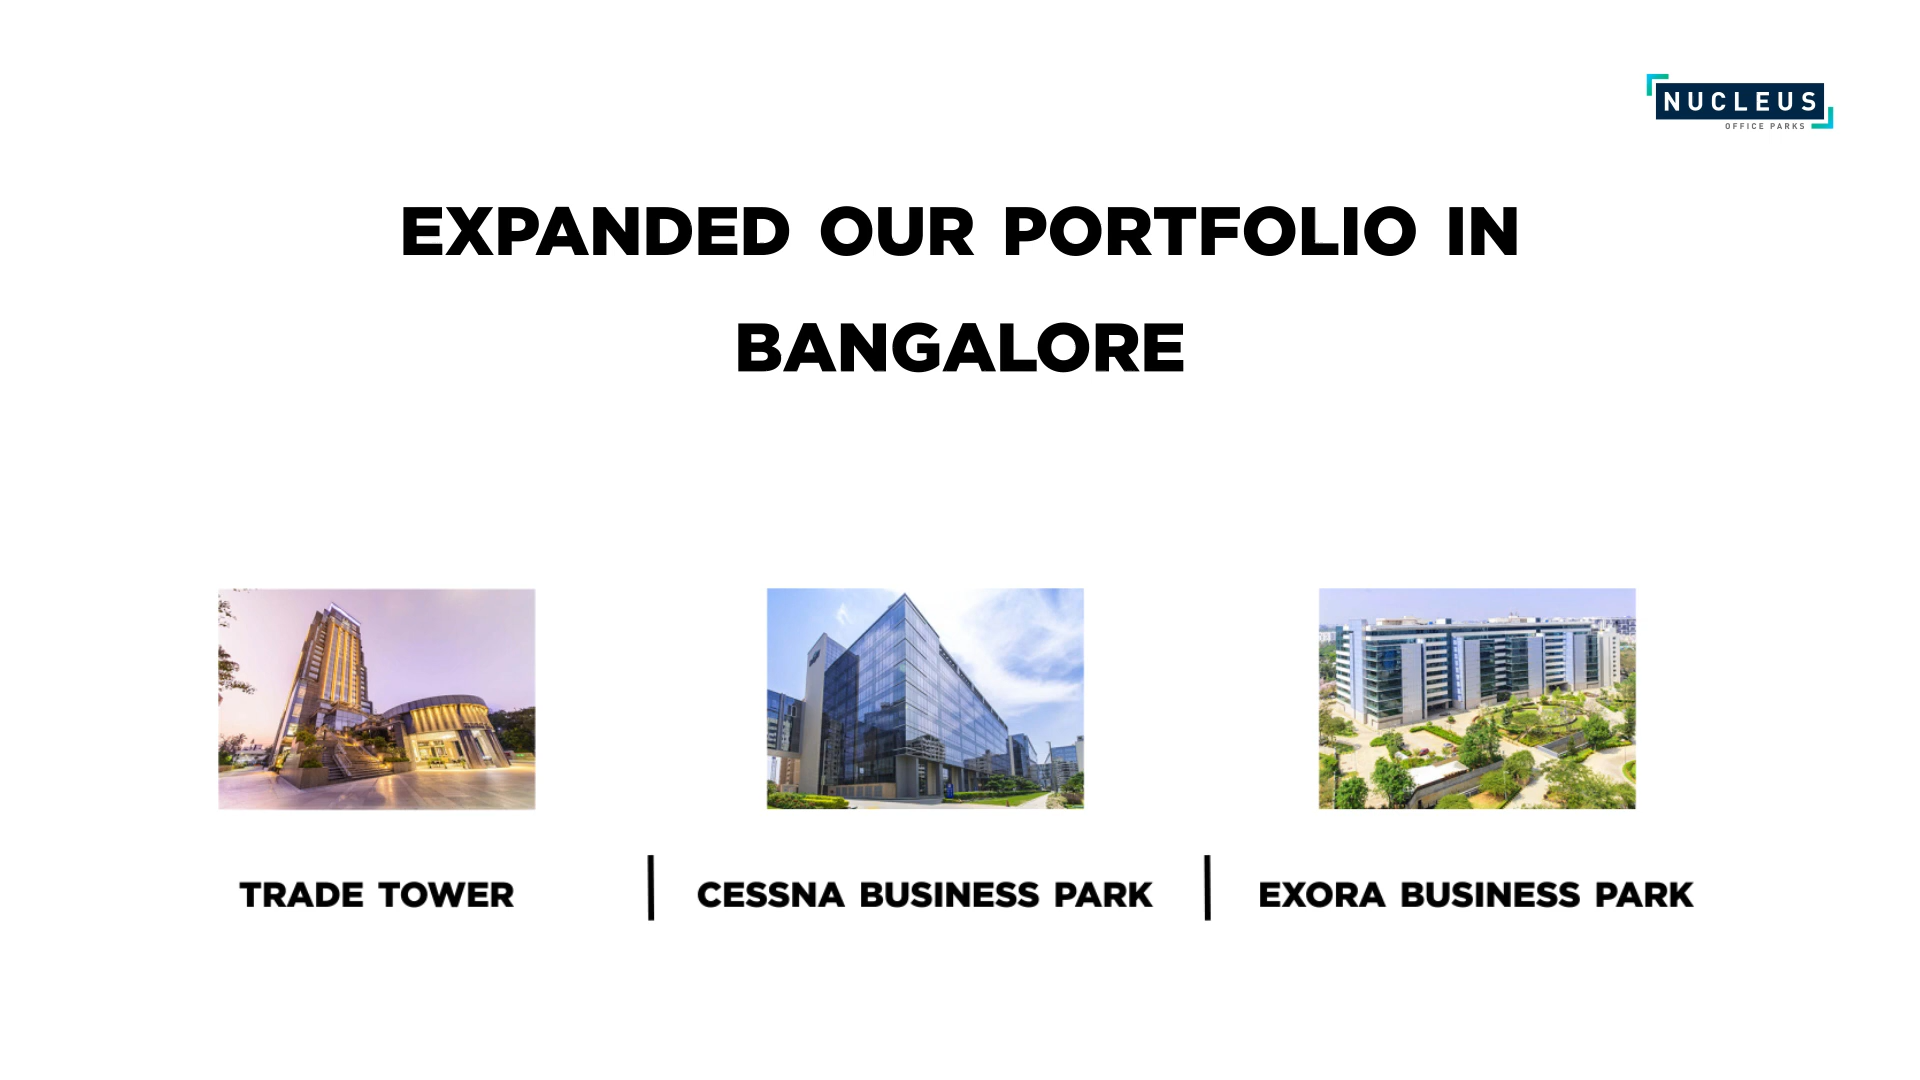 NUCLEUS
OFFICE PARKS
EXPANDED OUR PORTFOLIO IN
BANGALORE
TRADE TOWER
CESSNA BUSINESS PARK
EXORA BUSINESS PARK